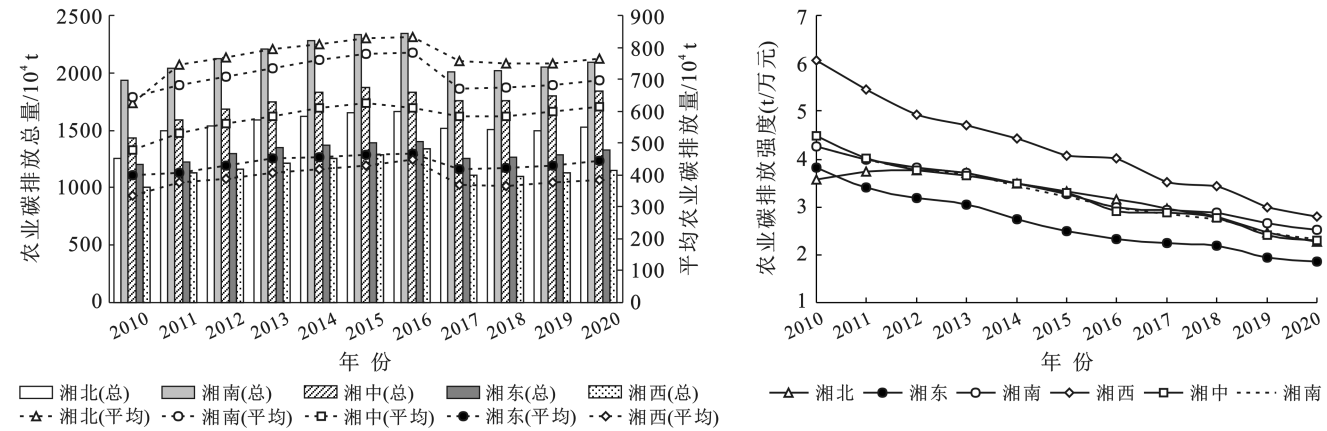 农业碳排放总量/10⁴ t
2500
2000
1500
1000
500
0
900
800
700
600
500
400
300
200
100
0
平均农业碳排放量/10⁴ t
2010 2011 2012 2013 2014 2015 2016 2017 2018 2019 2020
年 份
湘北(总) 湘南(总) 湘中(总) 湘东(总) 湘西(总)
湘北(平均) 湘南(平均) 湘中(平均) 湘东(平均) 湘西(平均)
农业碳排放强度(t/万元)
7
6
5
4
3
2
1
2010 2011 2012 2013 2014 2015 2016 2017 2018 2019 2020
年 份
湘北 湘东 湘南 湘西 湘中 湘南